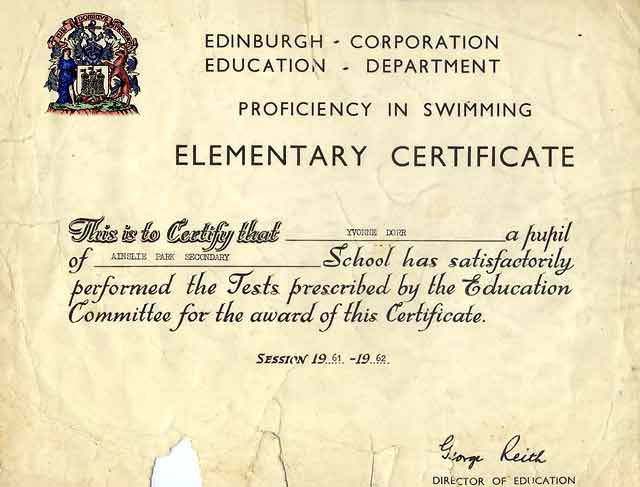 EDINBURGH - CORPORATION
EDUCATION - DEPARTMENT
PROFICIENCY IN SWIMMING
ELEMENTARY CERTIFICATE
This is to Certify that YVONNE DORR a pupil
of AINSLIE PARK SECONDARY School has satisfactorily
performed the Tests prescribed by the Education
Committee for the award of this Certificate.
SESSION 19 61 -19 62.
George Reith
DIRECTOR OF EDUCATION